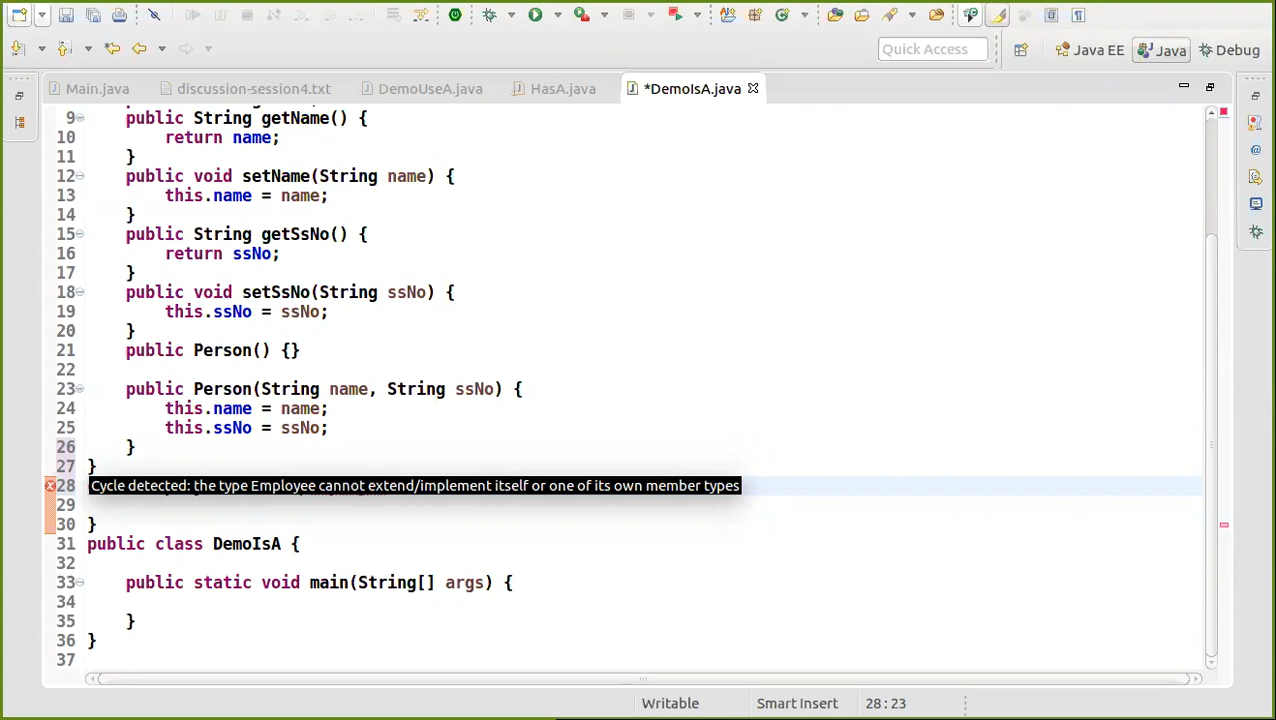 Quick Access
Java EE
Java
Debug
Main.java
discussion-session4.txt
DemoUseA.java
HasA.java
*DemoIsA.java
9 public String getName() {
10 return name;
11 }
12 public void setName(String name) {
13 this.name = name;
14 }
15 public String getSsNo() {
16 return ssNo;
17 }
18 public void setSsNo(String ssNo) {
19 this.ssNo = ssNo;
20 }
21 public Person() {}
22
23 public Person(String name, String ssNo) {
24 this.name = name;
25 this.ssNo = ssNo;
26 }
27 }
28 Cycle detected: the type Employee cannot extend/implement itself or one of its own member types
29
30 }
31 public class DemoIsA {
32
33 public static void main(String[] args) {
34
35 }
36 }
37
Writable
Smart Insert
28:23